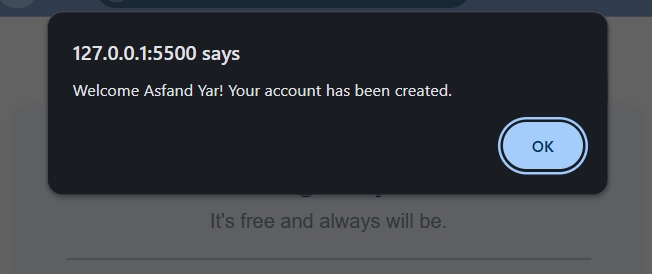 127.0.0.1:5500 says
Welcome Asfand Yar! Your account has been created.
OK
It's free and always will be.